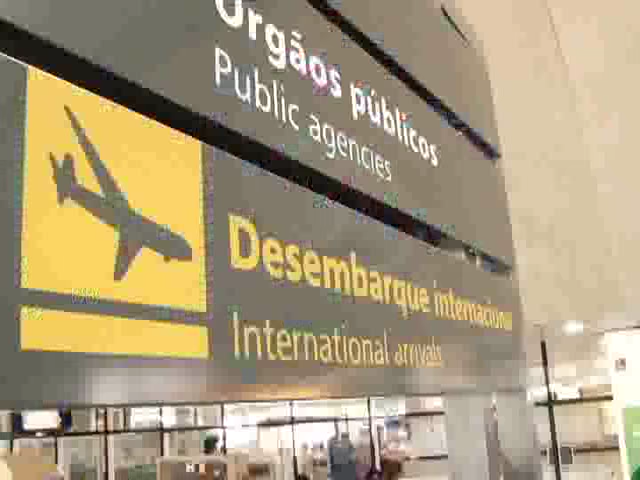 Órgãos públicos
Public agencies
Desembarque internacional
International arrivals